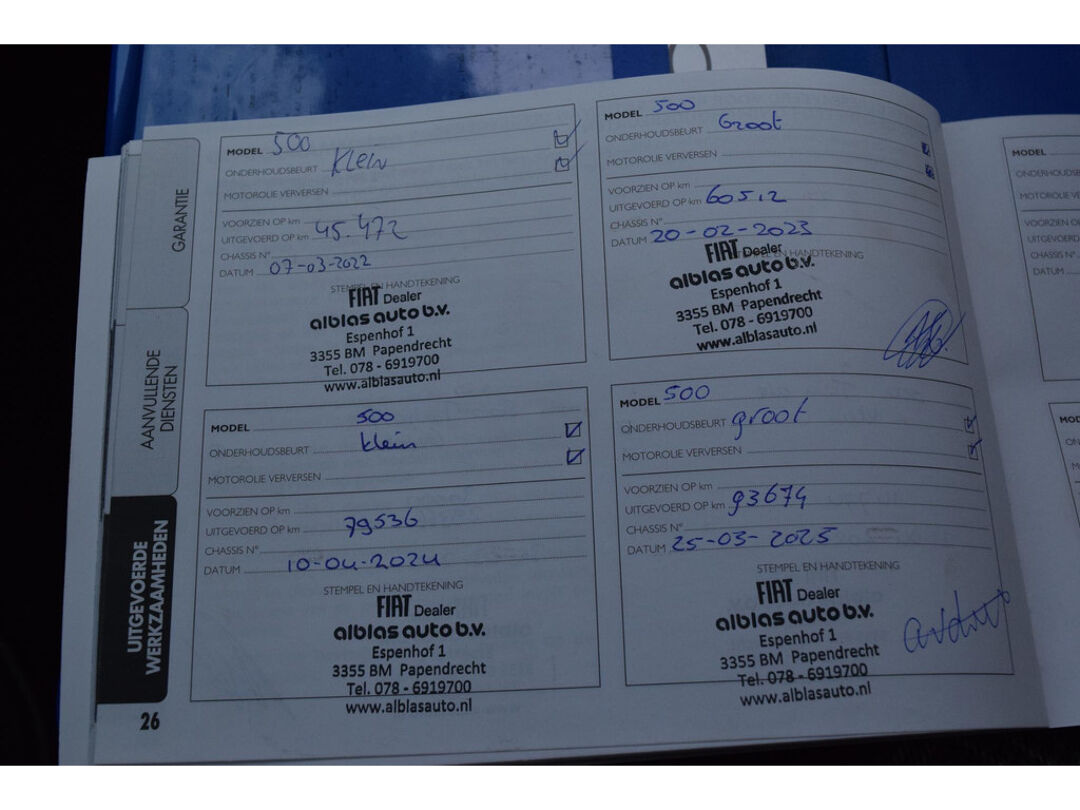 GARANTIE
AANVULLENDE
DIENSTEN
UITGEVOERDE
WERKZAAMHEDEN
26
MODEL 500
ONDERHOUDSBEURT Klein
MOTOROLIE VERVERSEN
VOORZIEN OP km
UITGEVOERD OP km 45.472
CHASSIS N°
DATUM 07-03-2022
STEMPEL EN HANDTEKENING
FIAT Dealer
alblas auto b.v.
Espenhof 1
3355 BM Papendrecht
Tel. 078 - 6919700
www.alblasauto.nl
MODEL 500
ONDERHOUDSBEURT Groot
MOTOROLIE VERVERSEN
VOORZIEN OP km
UITGEVOERD OP km 60512
CHASSIS N°
DATUM 20-02-2023
STEMPEL EN HANDTEKENING
FIAT Dealer
alblas auto b.v.
Espenhof 1
3355 BM Papendrecht
Tel. 078 - 6919700
www.alblasauto.nl
MODEL 500
ONDERHOUDSBEURT klein
MOTOROLIE VERVERSEN
VOORZIEN OP km
UITGEVOERD OP km 79536
CHASSIS N°
DATUM 10-04-2024
STEMPEL EN HANDTEKENING
FIAT Dealer
alblas auto b.v.
Espenhof 1
3355 BM Papendrecht
Tel. 078 - 6919700
www.alblasauto.nl
MODEL 500
ONDERHOUDSBEURT groot
MOTOROLIE VERVERSEN
VOORZIEN OP km
UITGEVOERD OP km 93674
CHASSIS N°
DATUM 25-03-2025
STEMPEL EN HANDTEKENING
FIAT Dealer
alblas auto b.v.
Espenhof 1
3355 BM Papendrecht
Tel. 078 - 6919700
www.alblasauto.nl
MODEL
VOORZIEN OP
CHASSIS N°
DATUM